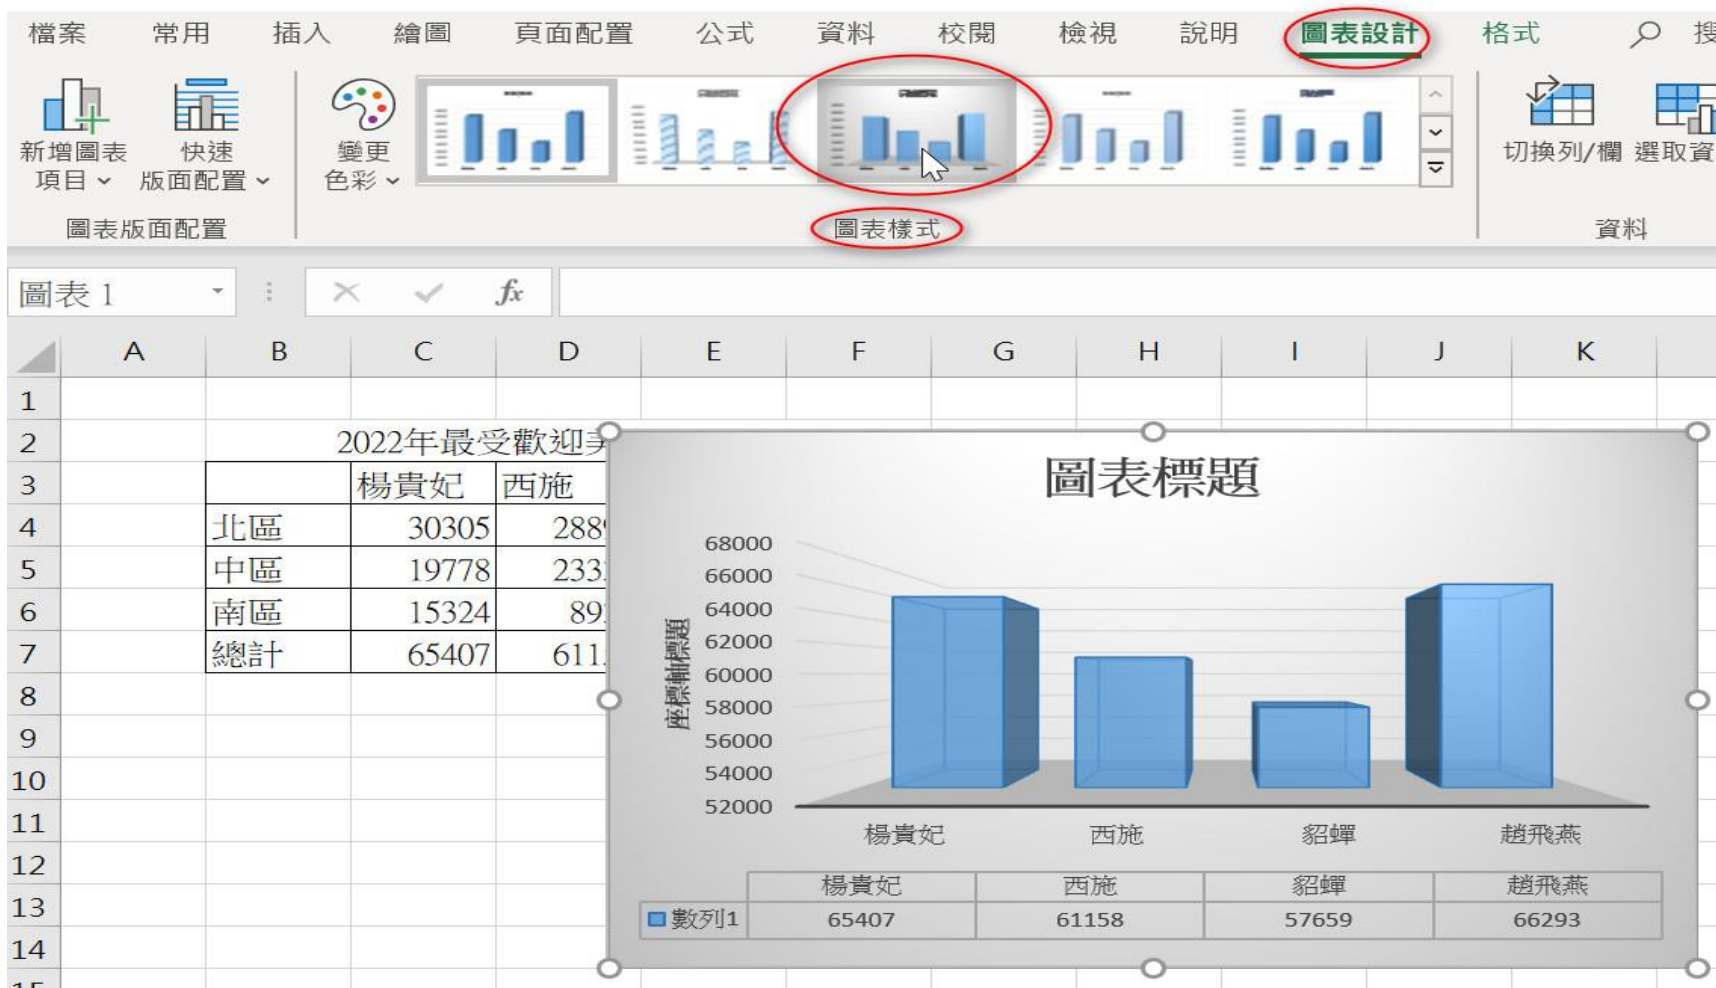 檔案 常用 插入 繪圖 頁面配置 公式 資料 校閱 檢視 說明 圖表設計 格式
新增圖表 快速 變更 切換列/欄 選取資
項目 版面配置 色彩
圖表版面配置 圖表樣式 資料
圖表 1 fx
A B C D E F G H I J K
1
2 2022年最受歡迎
3 楊貴妃 西施
4 北區 30305 288
5 中區 19778 233
6 南區 15324 89
7 總計 65407 611
8
9
10
11
12
13
14
圖表標題
座標軸標題
68000
66000
64000
62000
60000
58000
56000
54000
52000
楊貴妃 西施 貂蟬 趙飛燕
楊貴妃 西施 貂蟬 趙飛燕
數列1 65407 61158 57659 66293